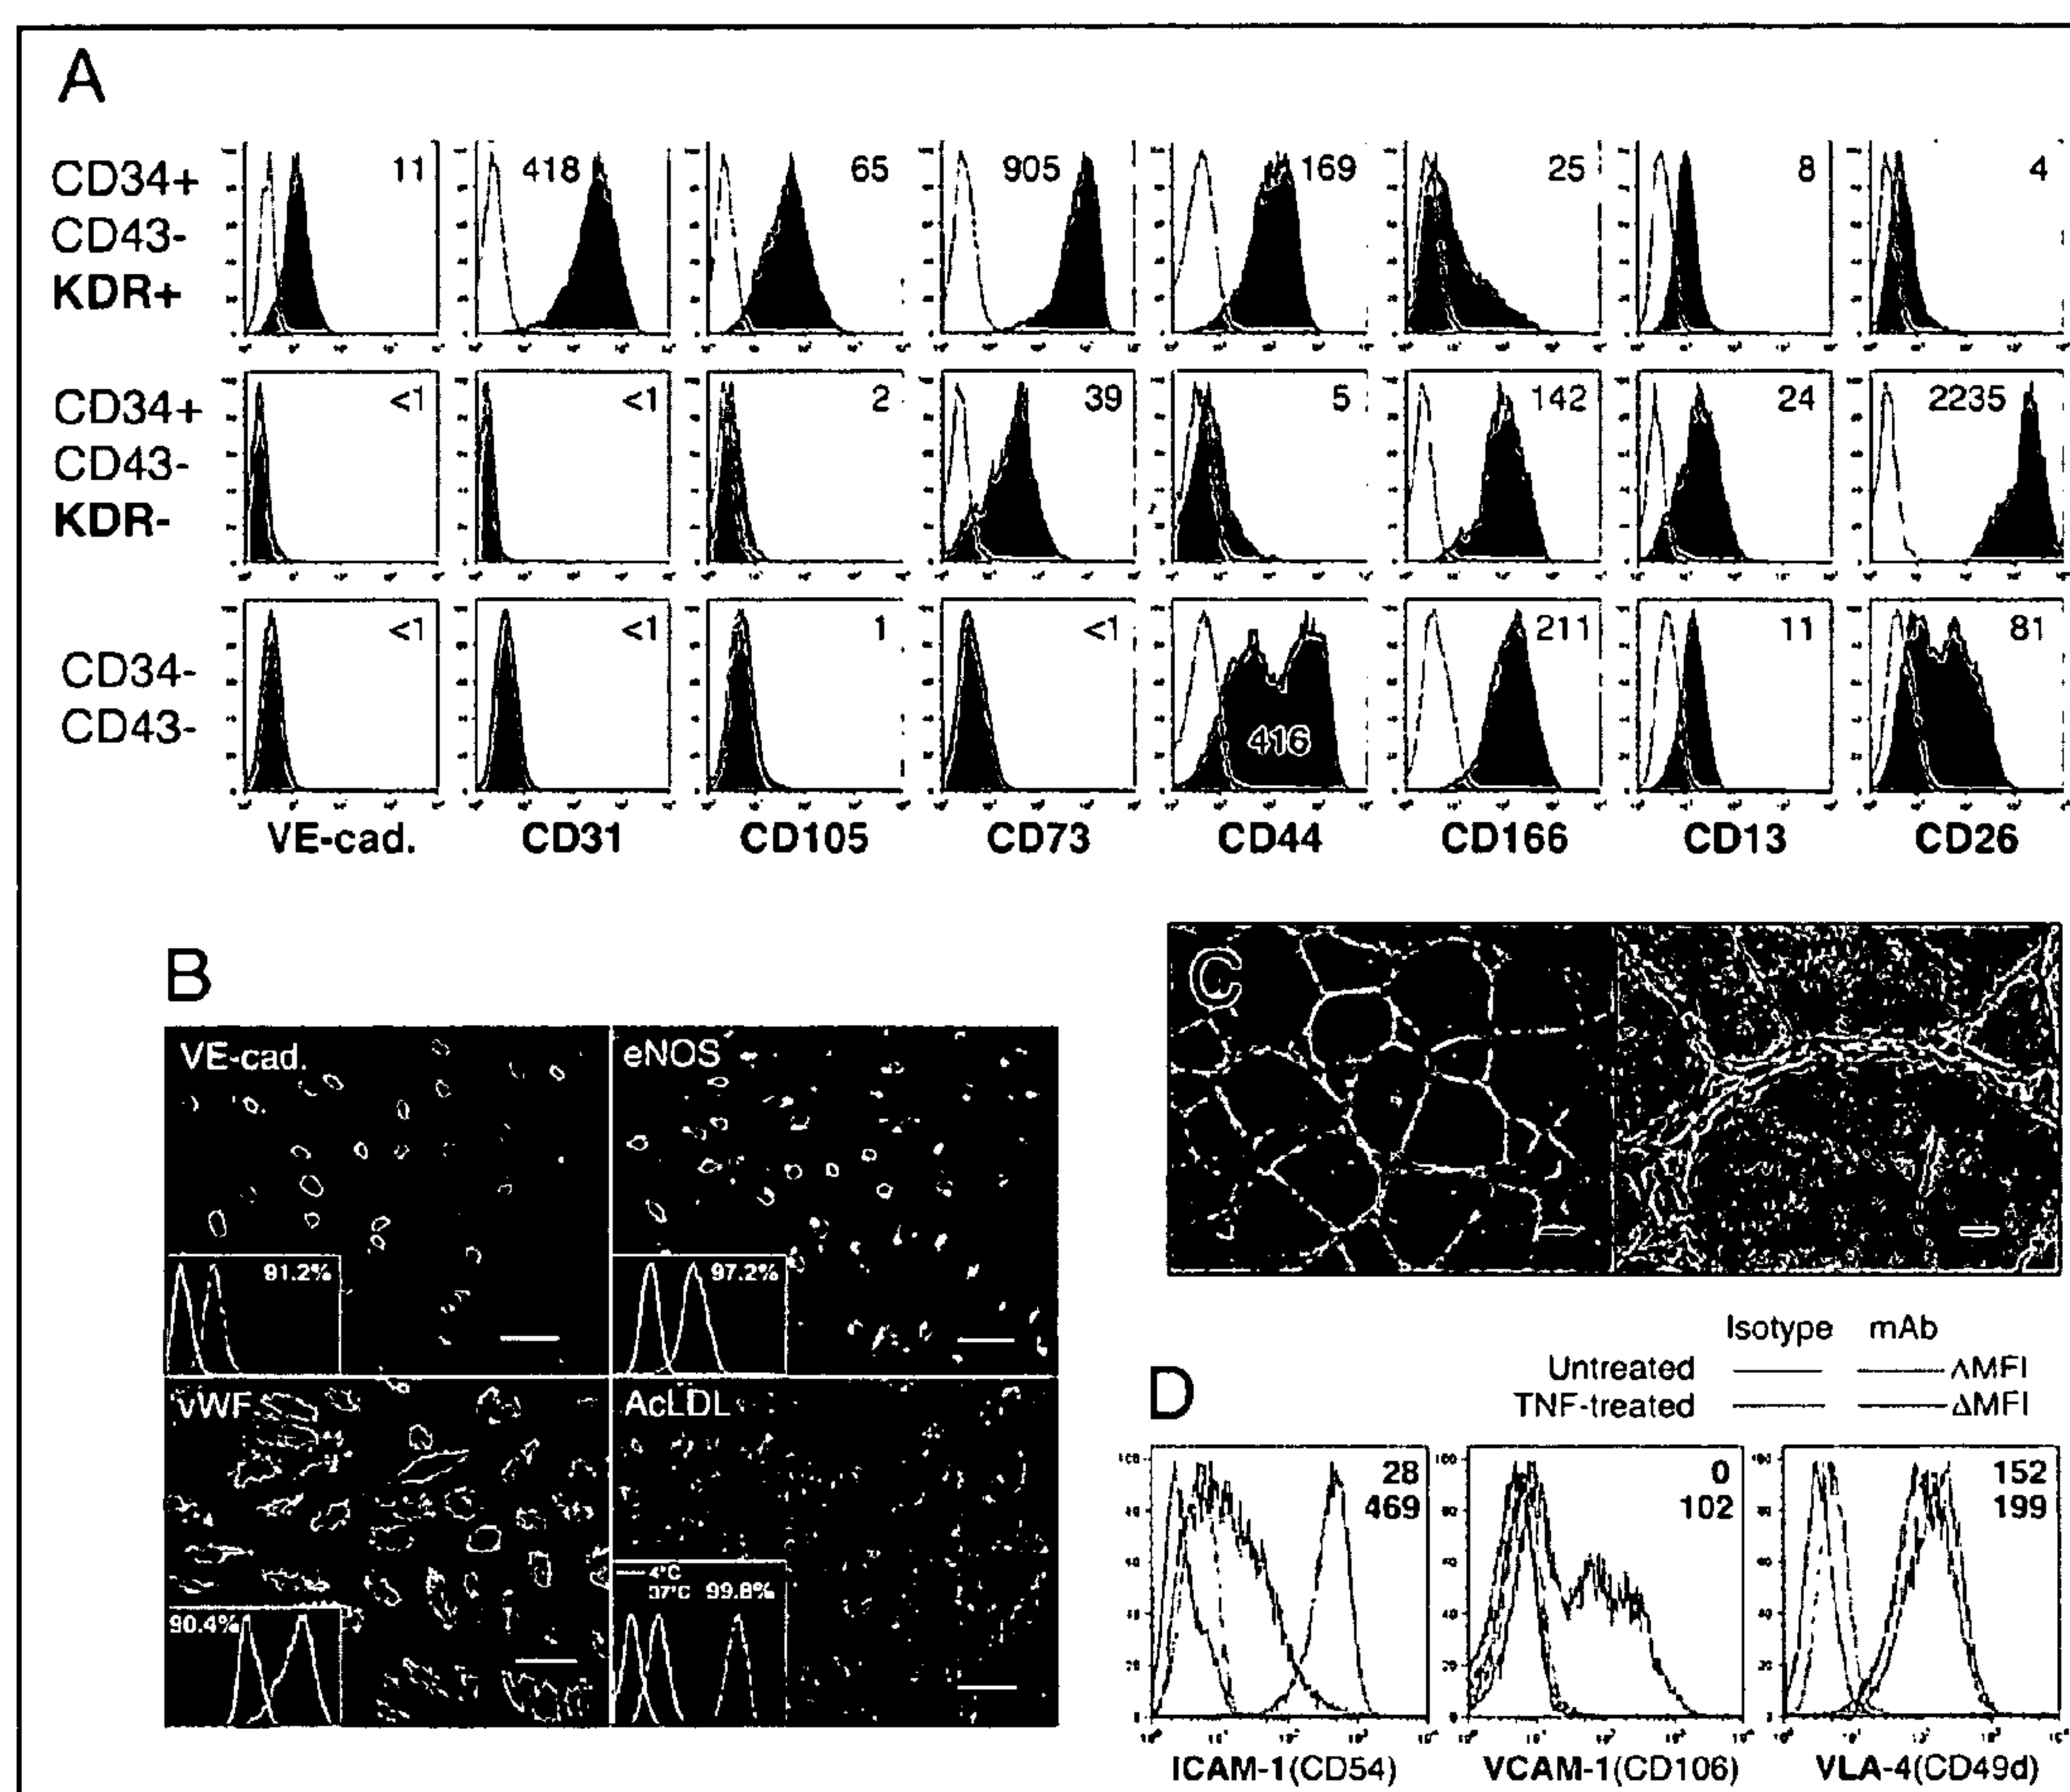 A
CD34+
CD43-
KDR+
11
418
65
905
169
25
8
4
CD34+
CD43-
KDR-
<1
<1
2
39
5
142
24
2235
CD34-
CD43-
<1
<1
1
<1
416
211
11
81
VE-cad.
CD31
CD105
CD73
CD44
CD166
CD13
CD26
B
VE-cad.
91.2%
eNOS
97.2%
vWF
90.4%
AcLDL
4°C
37°C 99.8%
C
D
Isotype mAb
Untreated ΔMFI
TNF-treated ΔMFI
28
469
0
102
152
199
ICAM-1(CD54)
VCAM-1(CD106)
VLA-4(CD49d)